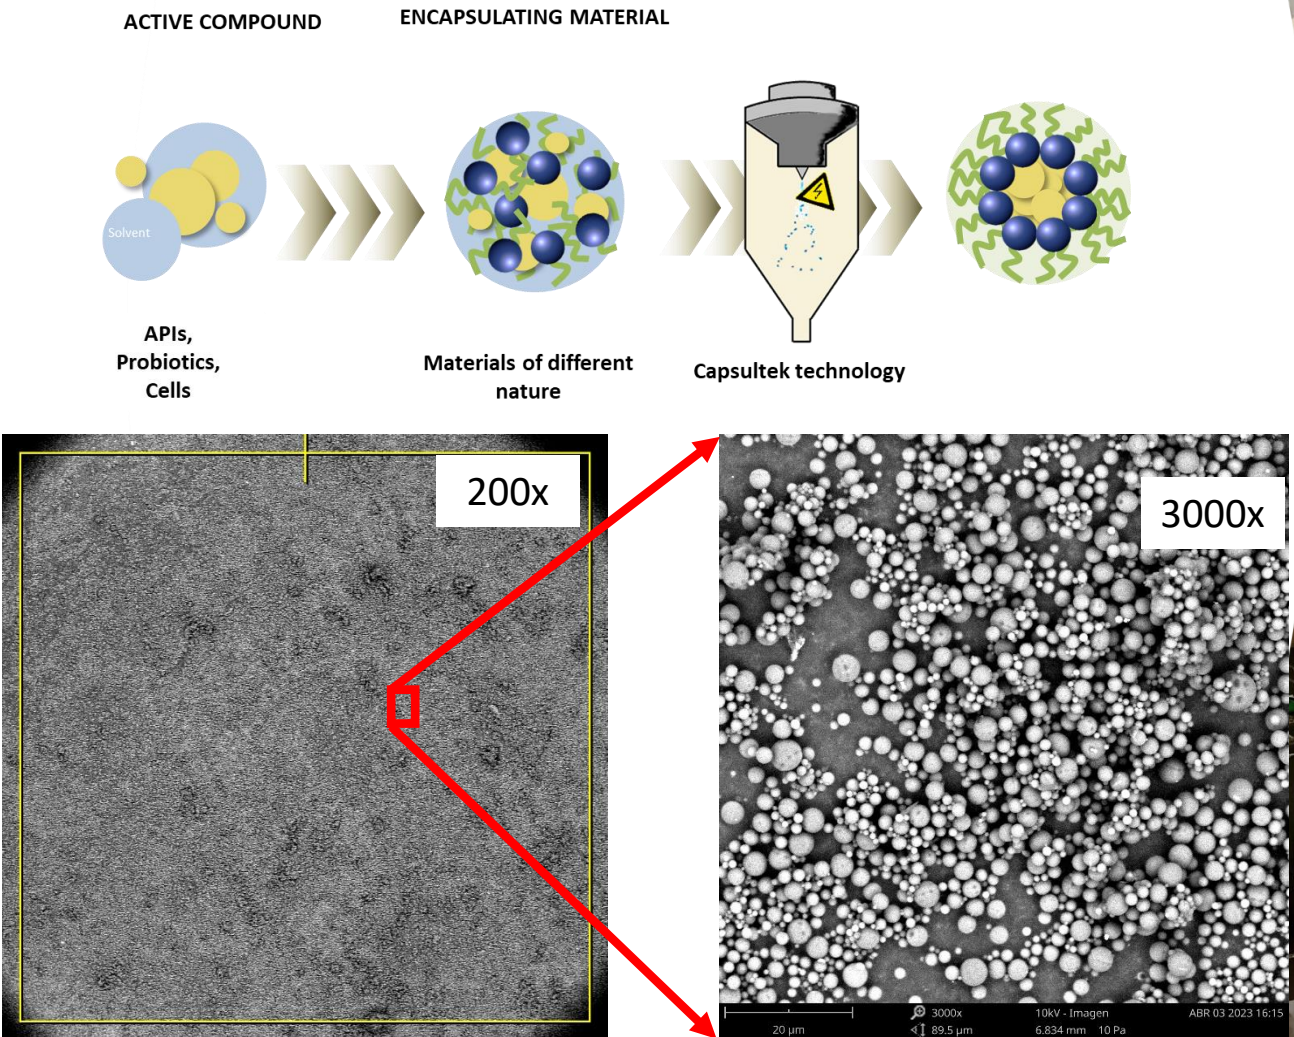 ACTIVE COMPOUND
ENCAPSULATING MATERIAL
Solvent
APIs,
Probiotics,
Cells
Materials of different
nature
Capsultek technology
200x
3000x
20 µm
3000x
89.5 µm
10kV - Imagen
6.834 mm 10 Pa
ABR 03 2023 16:15